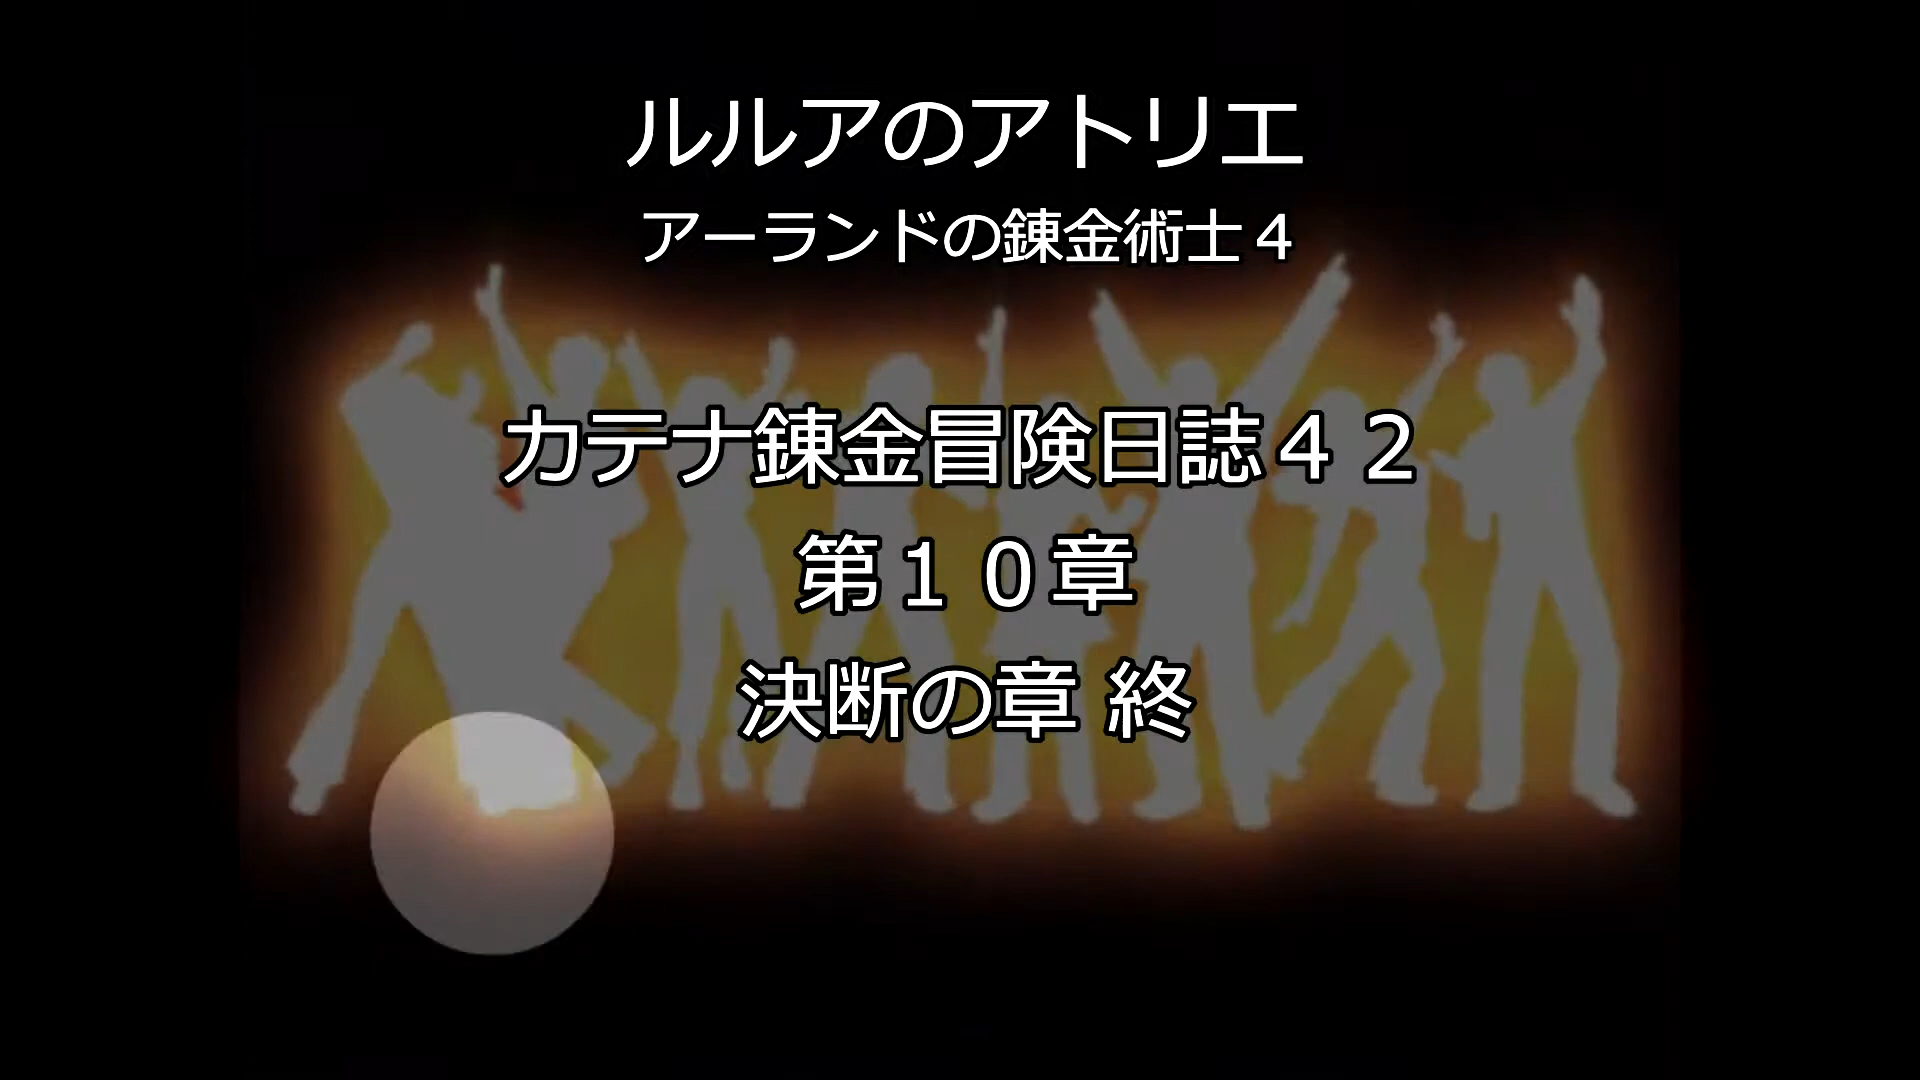 ルルアのアトリエ
アーランドの錬金術士４
カテナ錬金冒険日誌４２
第１０章
決断の章 終